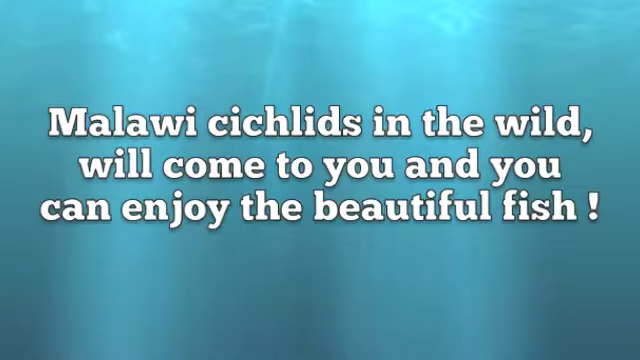 Malawi cichlids in the wild,
will come to you and you
can enjoy the beautiful fish !